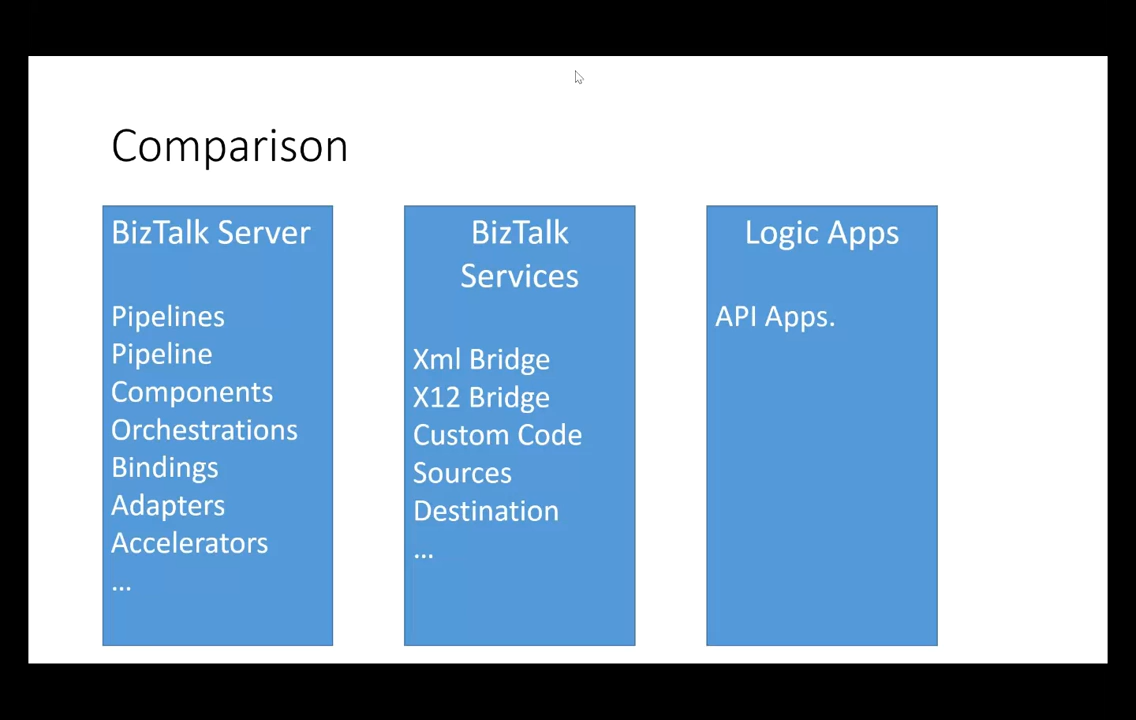 Comparison
BizTalk Server
Pipelines
Pipeline
Components
Orchestrations
Bindings
Adapters
Accelerators
...
BizTalk
Services
Xml Bridge
X12 Bridge
Custom Code
Sources
Destination
...
Logic Apps
API Apps.